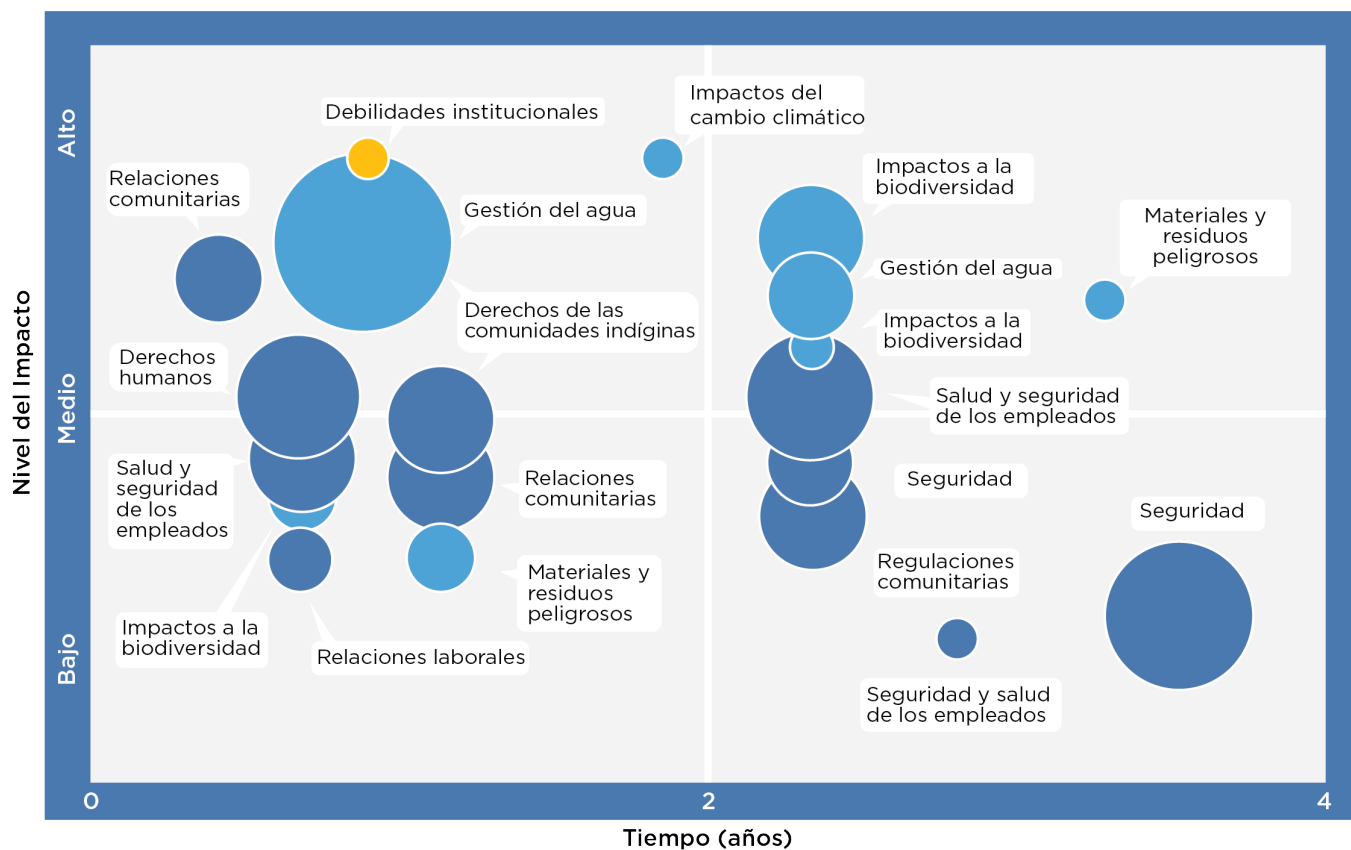 Debilidades institucionales
Impactos del
cambio climático
Impactos a la
biodiversidad
Relaciones
comunitarias
Gestión del agua
Materiales y
residuos
peligrosos
Gestión del agua
Derechos de las
comunidades indíginas
Impactos a la
biodiversidad
Derechos
humanos
Salud y seguridad
de los empleados
Salud y
seguridad
de los
empleados
Relaciones
comunitarias
Seguridad
Seguridad
Regulaciones
comunitarias
Materiales y
residuos
peligrosos
Impactos a la
biodiversidad
Relaciones laborales
Seguridad y salud
de los empleados
Alto
Medio
Bajo
Nivel del Impacto
0
2
4
Tiempo (años)